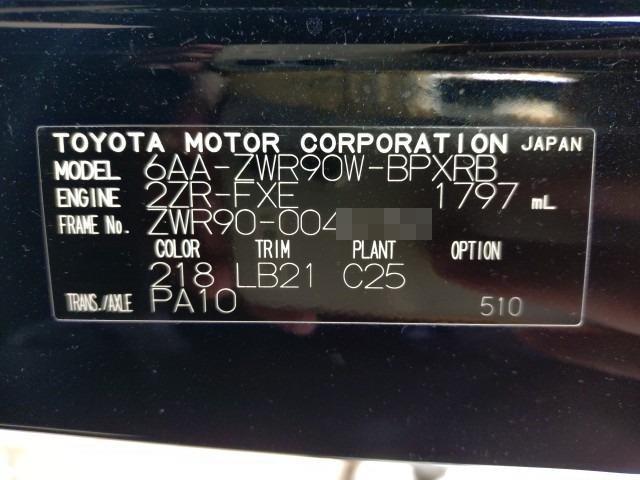 TOYOTA MOTOR CORPORATION JAPAN
MODEL 6AA-ZWR90W-BPXRB
ENGINE 2ZR-FXE 1797 mL
FRAME No. ZWR90-004
COLOR TRIM PLANT OPTION
218 LB21 C25
TRANS./AXLE PA10 510